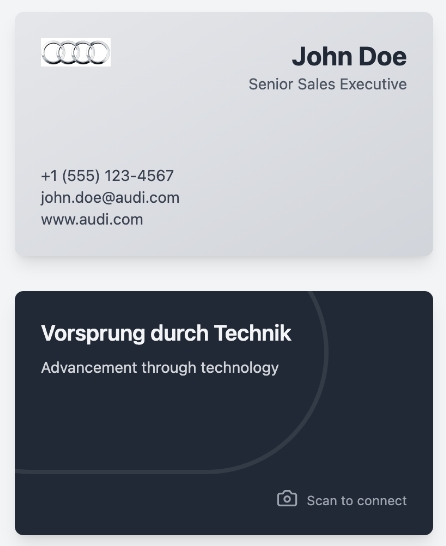 John Doe
Senior Sales Executive
+1 (555) 123-4567
john.doe@audi.com
www.audi.com
Vorsprung durch Technik
Advancement through technology
Scan to connect